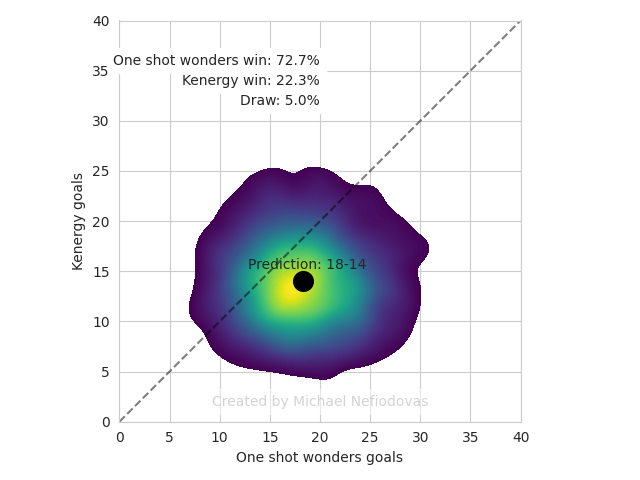 40
35
30
25
20
15
10
5
0
Kenergy goals
One shot wonders win: 72.7%
Kenergy win: 22.3%
Draw: 5.0%
Prediction: 18-14
Created by Michael Nefiodovas
0 5 10 15 20 25 30 35 40
One shot wonders goals